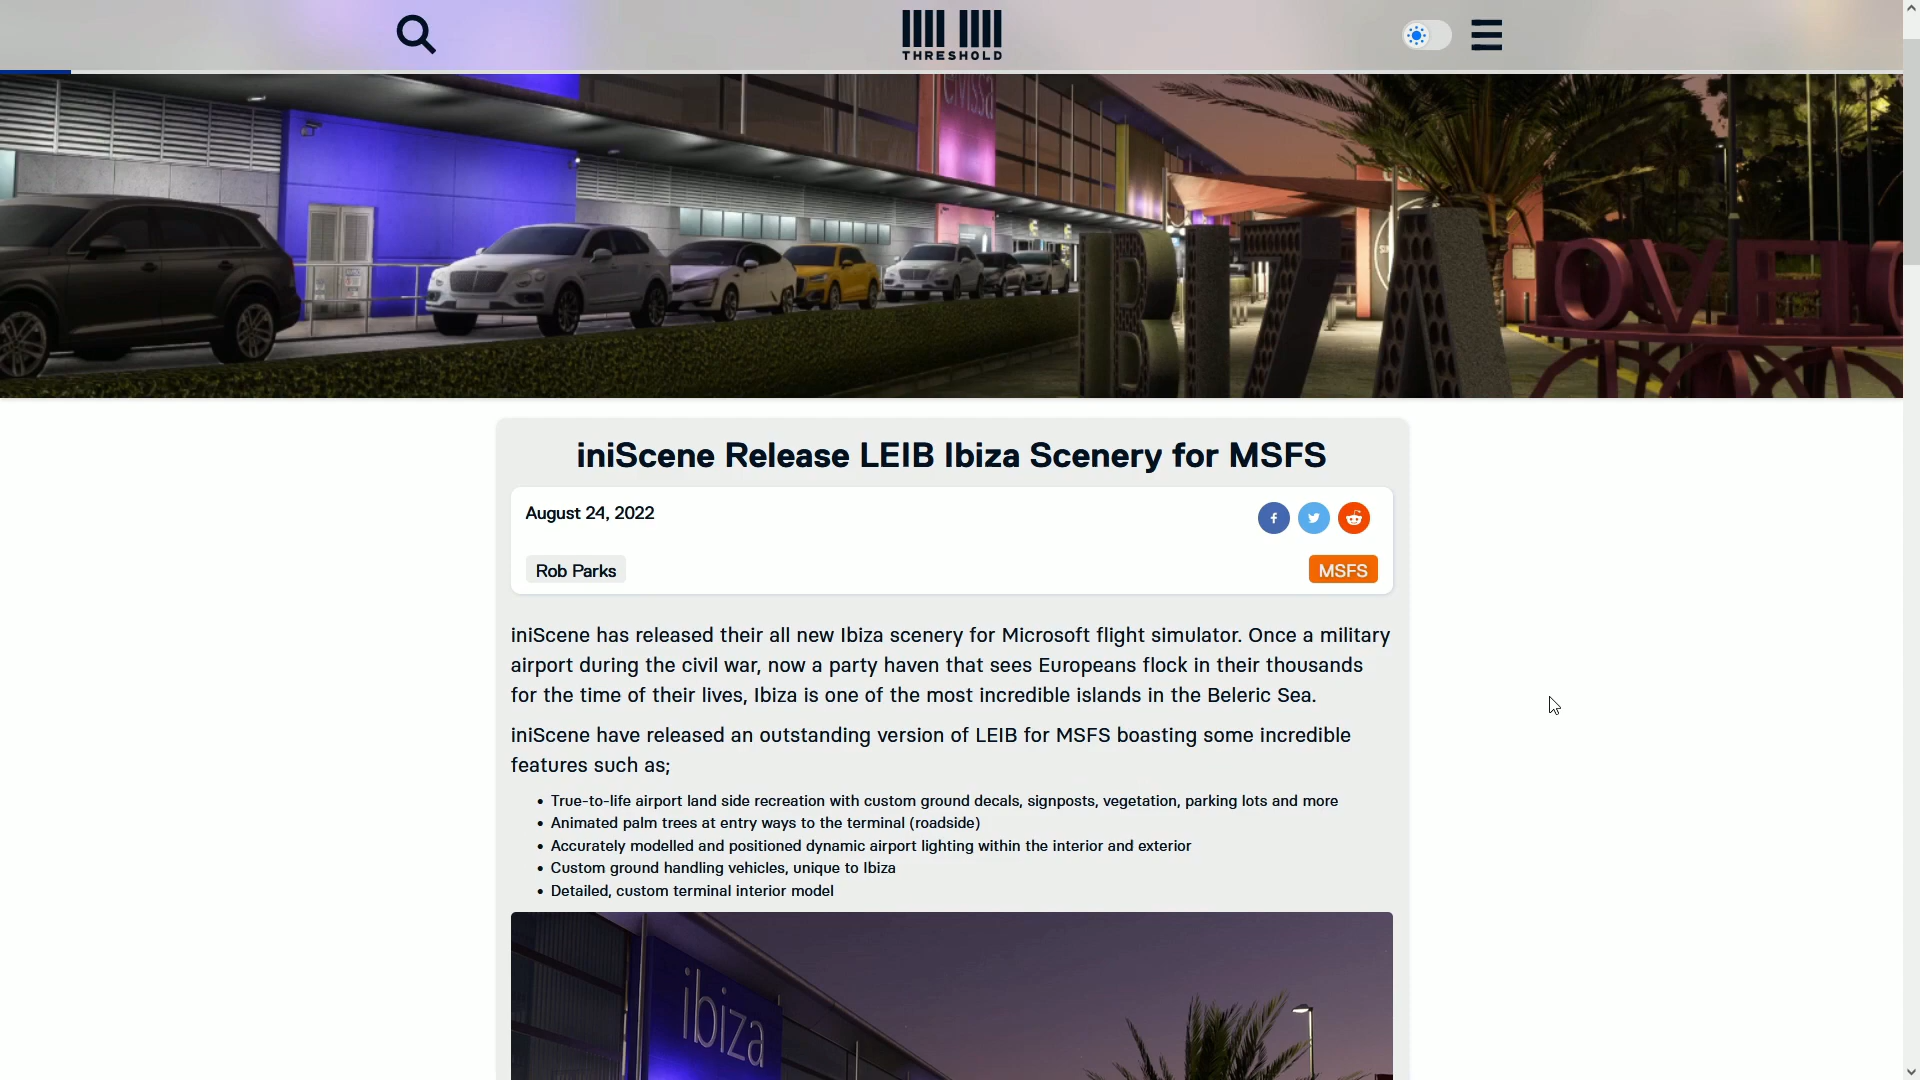 THRESHOLD
eivissa
IBIZA
iniScene Release LEIB Ibiza Scenery for MSFS
August 24, 2022
Rob Parks
MSFS
iniScene has released their all new Ibiza scenery for Microsoft flight simulator. Once a military
airport during the civil war, now a party haven that sees Europeans flock in their thousands
for the time of their lives, Ibiza is one of the most incredible islands in the Beleric Sea.
iniScene have released an outstanding version of LEIB for MSFS boasting some incredible
features such as;
• True-to-life airport land side recreation with custom ground decals, signposts, vegetation, parking lots and more
• Animated palm trees at entry ways to the terminal (roadside)
• Accurately modelled and positioned dynamic airport lighting within the interior and exterior
• Custom ground handling vehicles, unique to Ibiza
• Detailed, custom terminal interior model
ibiza